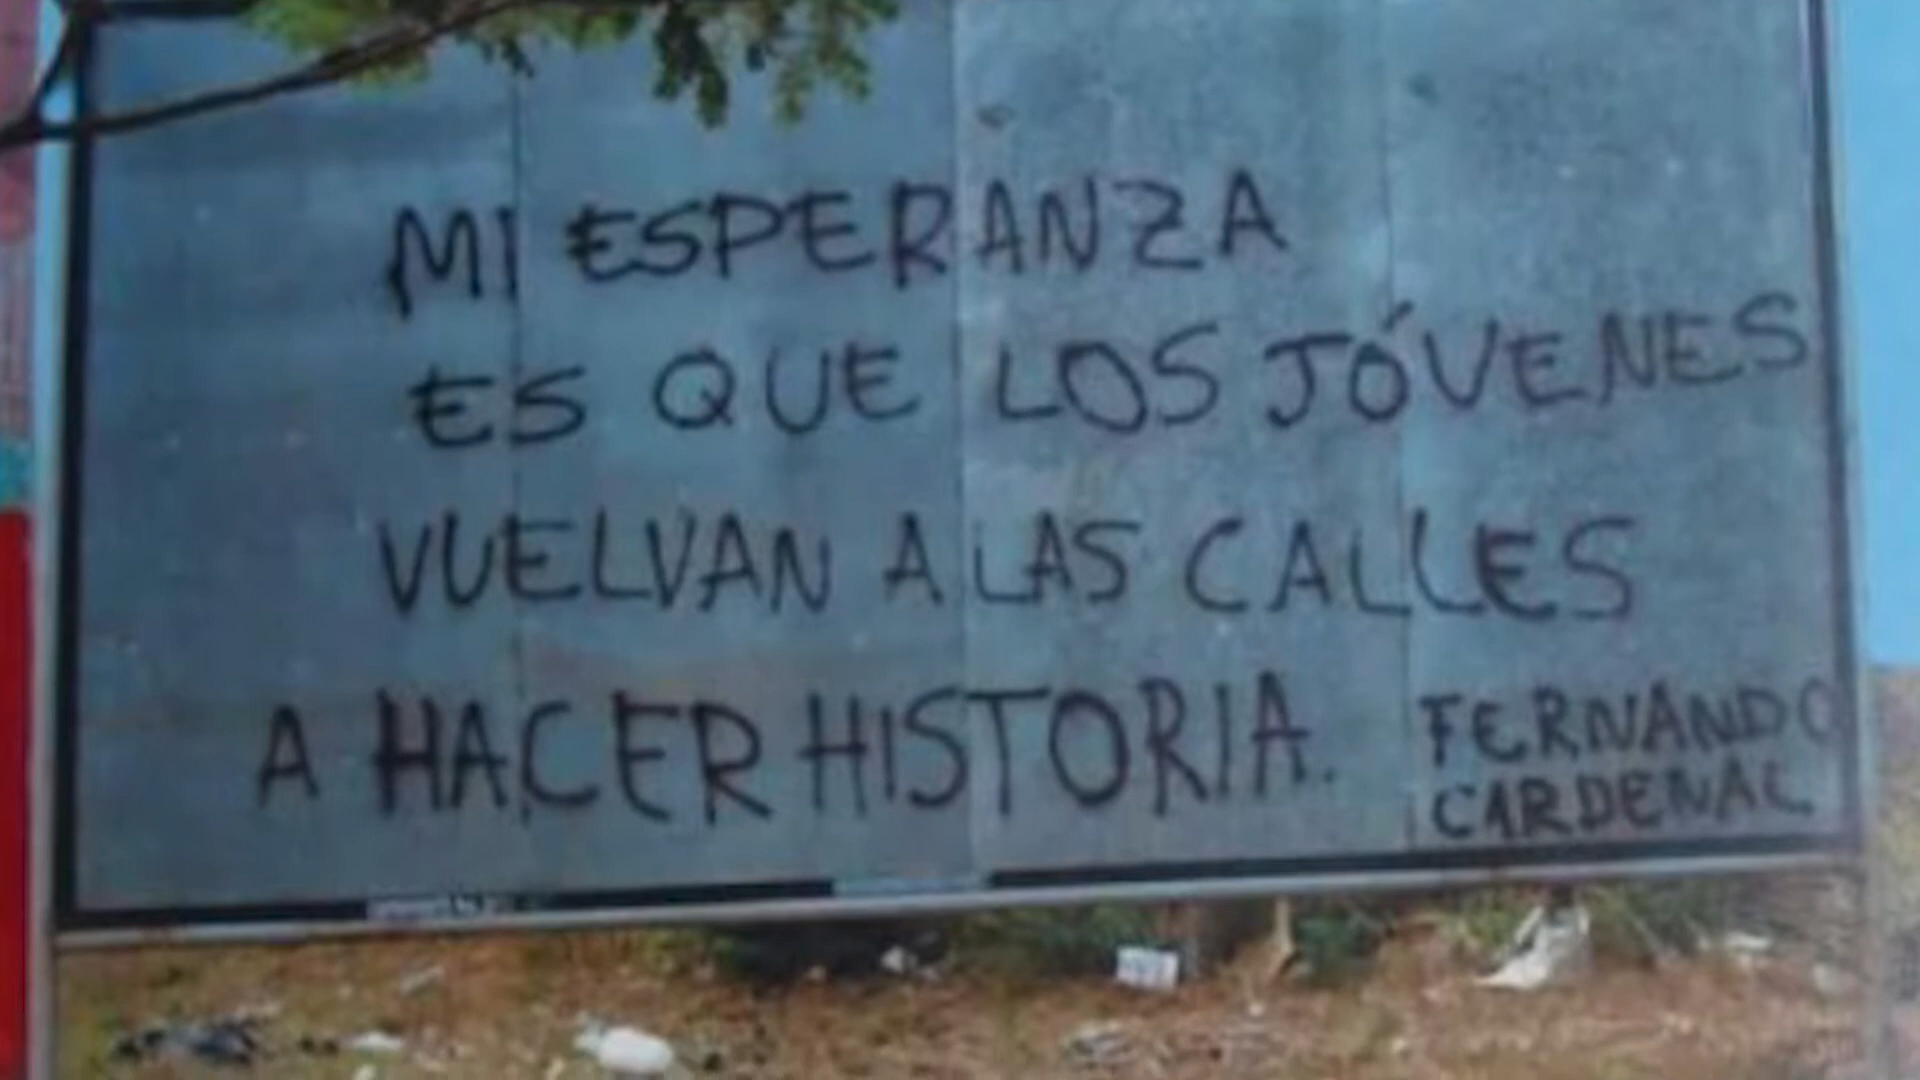 MI ESPERANZA
ES QUE LOS JÓVENES
VUELVAN A LAS CALLES
A HACER HISTORIA.
FERNANDO
CARDENAL